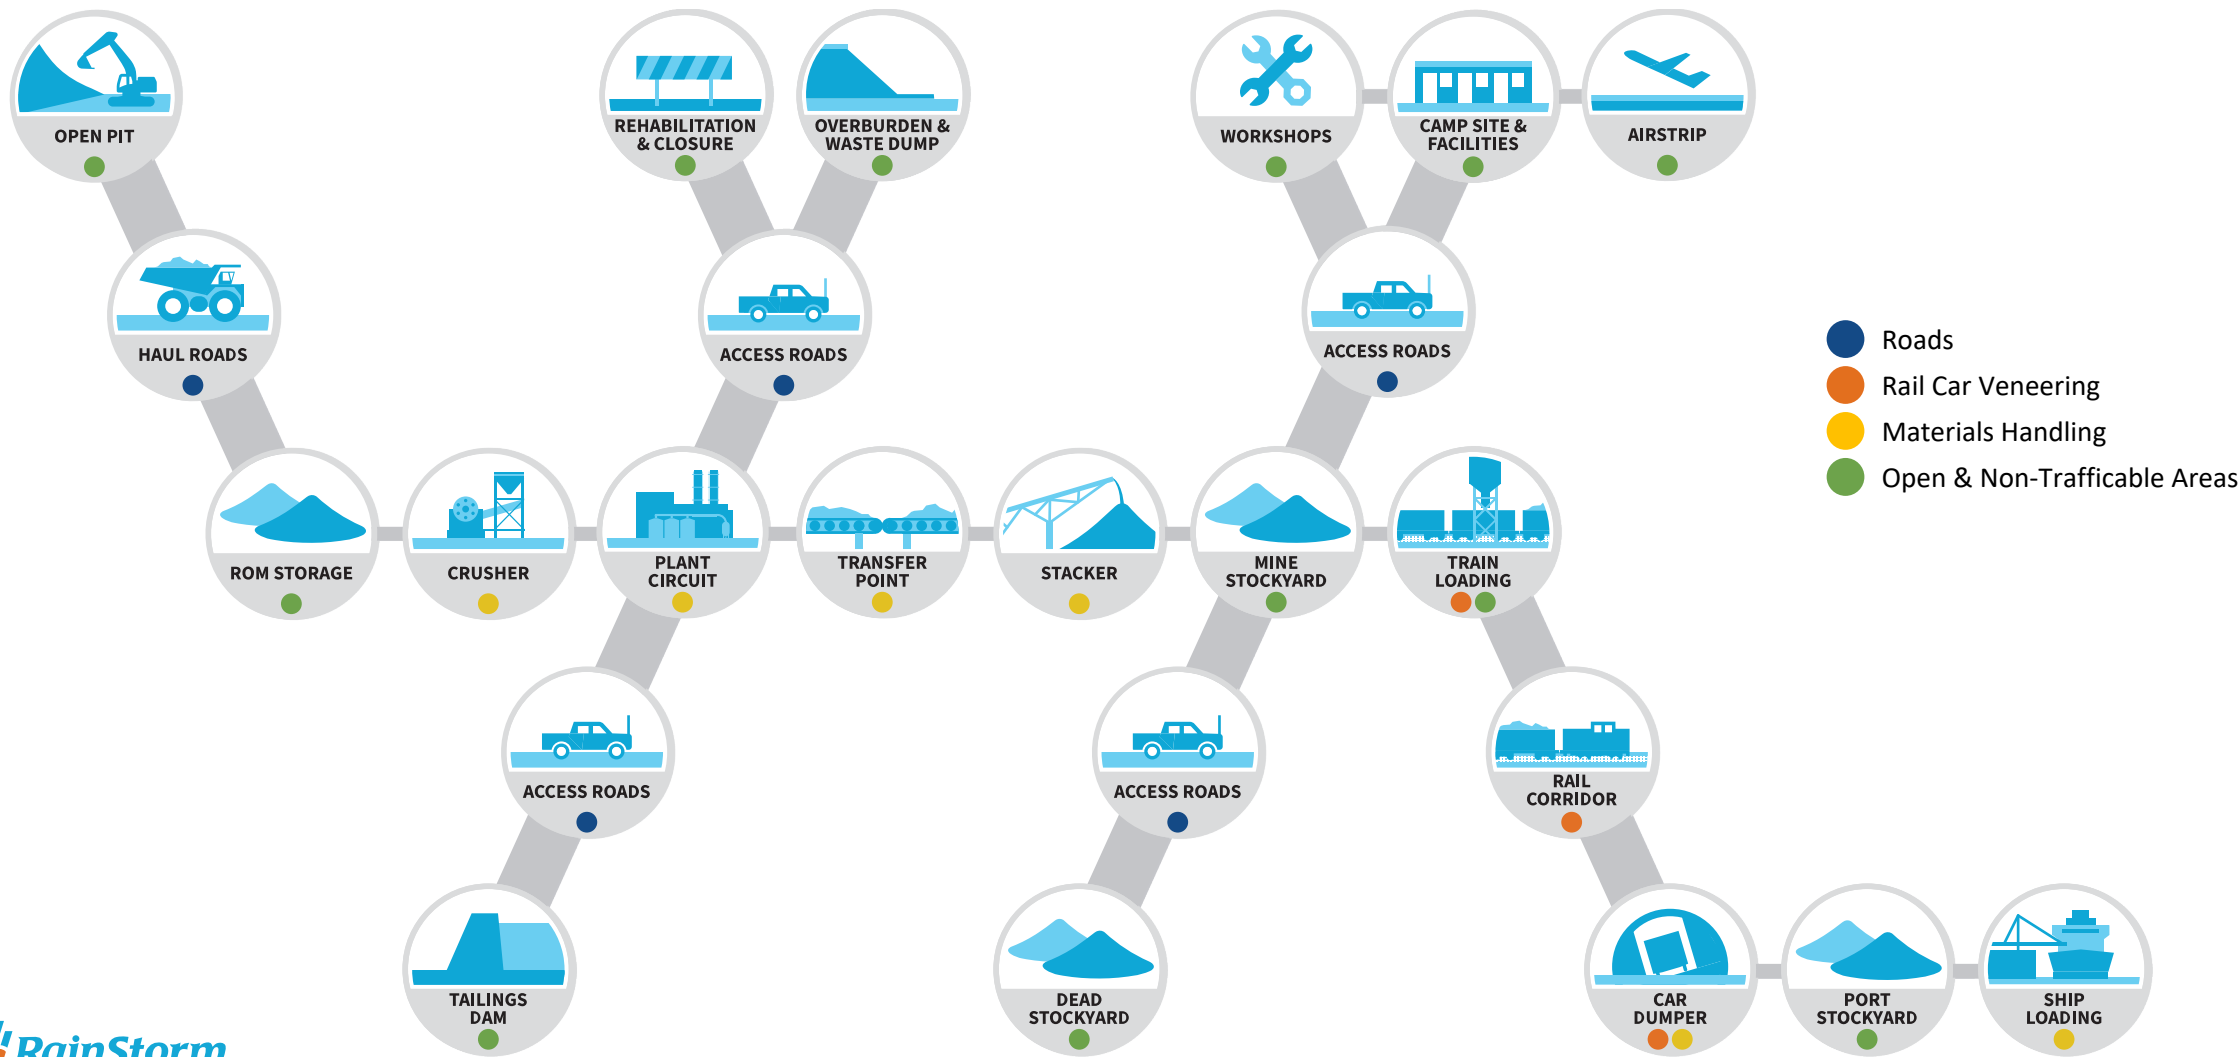 OPEN PIT
REHABILITATION
& CLOSURE
OVERBURDEN &
WASTE DUMP
WORKSHOPS
CAMP SITE &
FACILITIES
AIRSTRIP
HAUL ROADS
ACCESS ROADS
ACCESS ROADS
Roads
Rail Car Veneering
Materials Handling
Open & Non-Trafficable Areas
ROM STORAGE
CRUSHER
PLANT
CIRCUIT
TRANSFER
POINT
STACKER
MINE
STOCKYARD
TRAIN
LOADING
ACCESS ROADS
ACCESS ROADS
RAIL
CORRIDOR
TAILINGS
DAM
DEAD
STOCKYARD
CAR
DUMPER
PORT
STOCKYARD
SHIP
LOADING
RainStorm